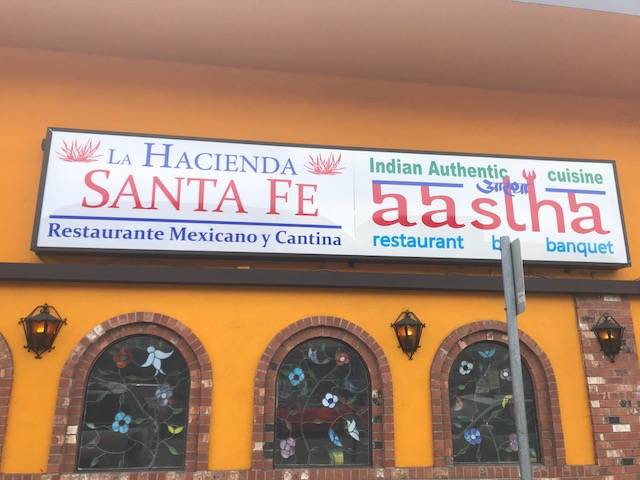 LA HACIENDA
SANTA FE
Restaurante Mexicano y Cantina
Indian Authentic cuisine
आस्था
aastha
restaurant banquet